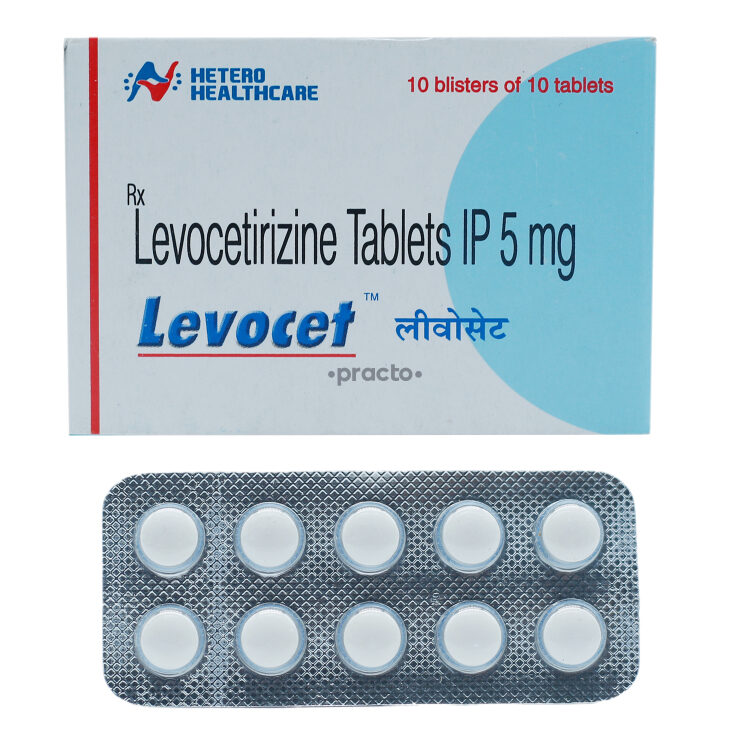 HETERO
HEALTHCARE
10 blisters of 10 tablets
Rx
Levocetirizine Tablets IP 5 mg
Levocet™ लीवोसेट
•practo•